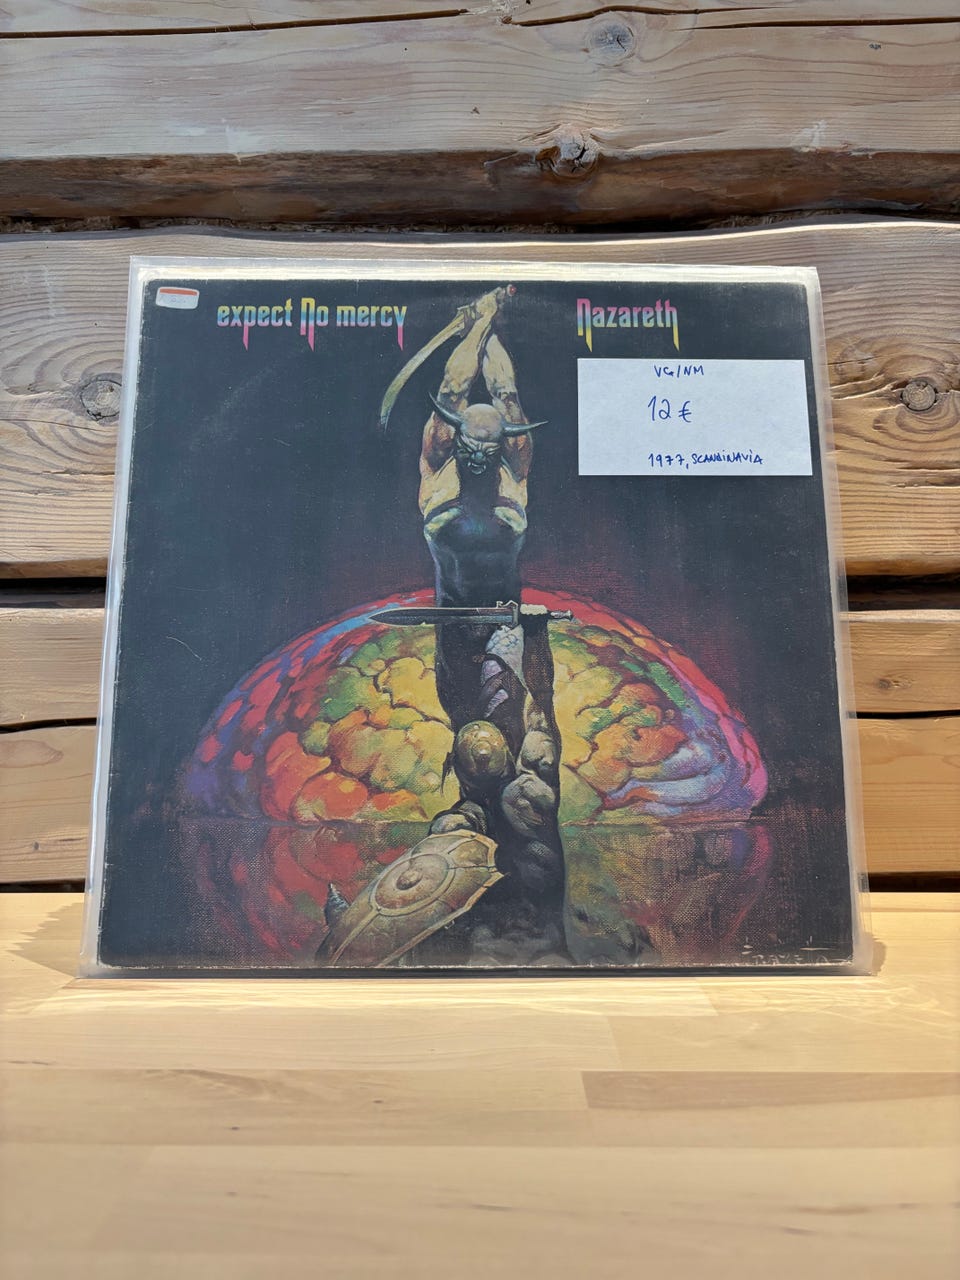 expect No mercy
Nazareth
VG/NM
12 €
1977, SCANDINAVIA